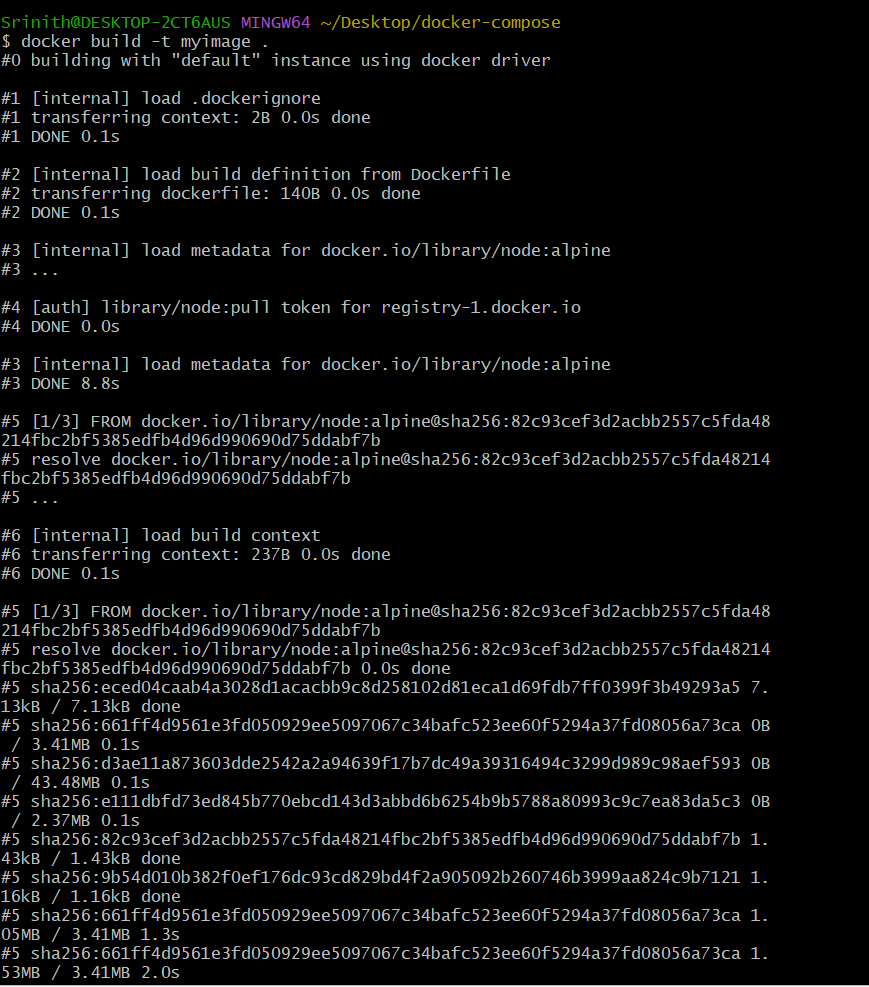 Srinith@DESKTOP-2CT6AUS MINGW64 ~/Desktop/docker-compose
$ docker build -t myimage .
#0 building with "default" instance using docker driver
#1 [internal] load .dockerignore
#1 transferring context: 2B 0.0s done
#1 DONE 0.1s
#2 [internal] load build definition from Dockerfile
#2 transferring dockerfile: 140B 0.0s done
#2 DONE 0.1s
#3 [internal] load metadata for docker.io/library/node:alpine
#3 ...
#4 [auth] library/node:pull token for registry-1.docker.io
#4 DONE 0.0s
#3 [internal] load metadata for docker.io/library/node:alpine
#3 DONE 8.8s
#5 [1/3] FROM docker.io/library/node:alpine@sha256:82c93cef3d2acbb2557c5fda48
214fbc2bf5385edfb4d96d990690d75ddabf7b
#5 resolve docker.io/library/node:alpine@sha256:82c93cef3d2acbb2557c5fda48214
fbc2bf5385edfb4d96d990690d75ddabf7b
#5 ...
#6 [internal] load build context
#6 transferring context: 237B 0.0s done
#6 DONE 0.1s
#5 [1/3] FROM docker.io/library/node:alpine@sha256:82c93cef3d2acbb2557c5fda48
214fbc2bf5385edfb4d96d990690d75ddabf7b
#5 resolve docker.io/library/node:alpine@sha256:82c93cef3d2acbb2557c5fda48214
fbc2bf5385edfb4d96d990690d75ddabf7b 0.0s done
#5 sha256:eced04caab4a3028d1acacbb9c8d258102d81eca1d69fdb7ff0399f3b49293a5 7.
13kB / 7.13kB done
#5 sha256:661ff4d9561e3fd050929ee5097067c34bafc523ee60f5294a37fd08056a73ca 0B
 / 3.41MB 0.1s
#5 sha256:d3ae11a873603dde2542a2a94639f17b7dc49a39316494c3299d989c98aef593 0B
 / 43.48MB 0.1s
#5 sha256:e111dbfd73ed845b770ebcd143d3abbd6b6254b9b5788a80993c9c7ea83da5c3 0B
 / 2.37MB 0.1s
#5 sha256:82c93cef3d2acbb2557c5fda48214fbc2bf5385edfb4d96d990690d75ddabf7b 1.
43kB / 1.43kB done
#5 sha256:9b54d010b382f0ef176dc93cd829bd4f2a905092b260746b3999aa824c9b7121 1.
16kB / 1.16kB done
#5 sha256:661ff4d9561e3fd050929ee5097067c34bafc523ee60f5294a37fd08056a73ca 1.
05MB / 3.41MB 1.3s
#5 sha256:661ff4d9561e3fd050929ee5097067c34bafc523ee60f5294a37fd08056a73ca 1.
53MB / 3.41MB 2.0s